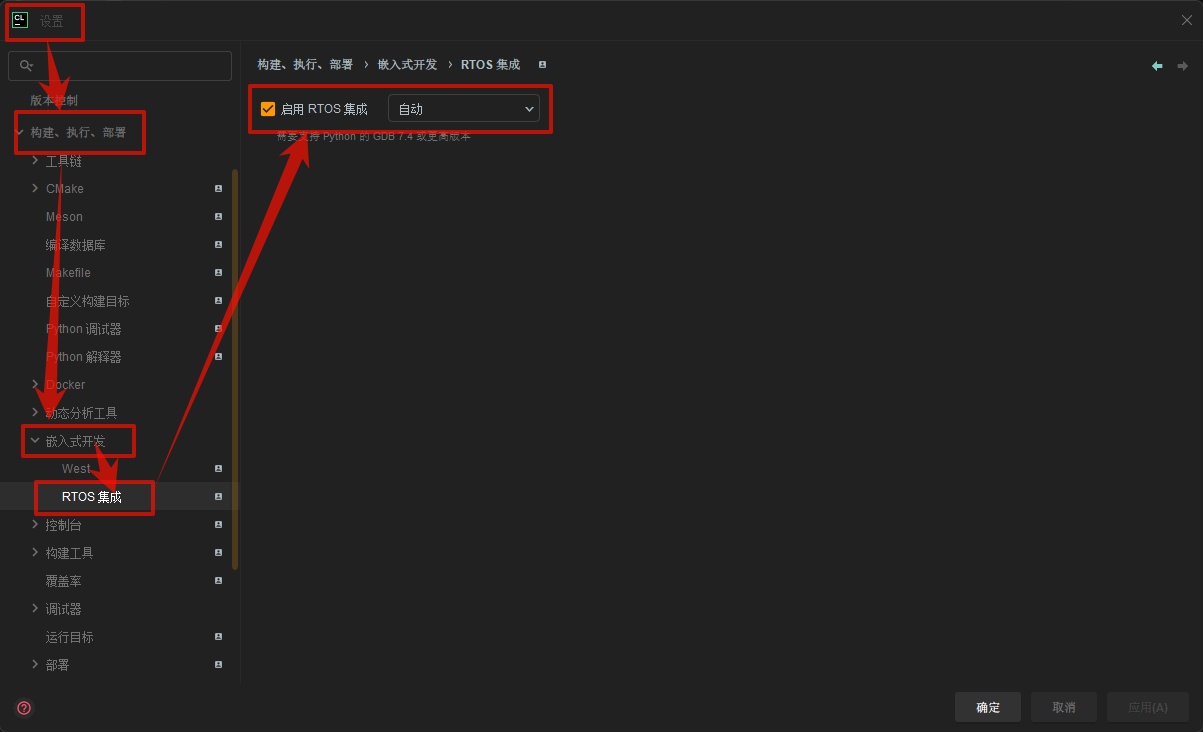 CL
设置
版本控制
构建、执行、部署
工具链
CMake
Meson
编译数据库
Makefile
自定义构建目标
Python 调试器
Python 解释器
Docker
动态分析工具
嵌入式开发
West
RTOS 集成
控制台
构建工具
覆盖率
调试器
运行目标
部署
构建、执行、部署 › 嵌入式开发 › RTOS 集成
启用 RTOS 集成 自动
需要支持 Python 的 GDB 7.4 或更高版本
确定 取消 应用(A)